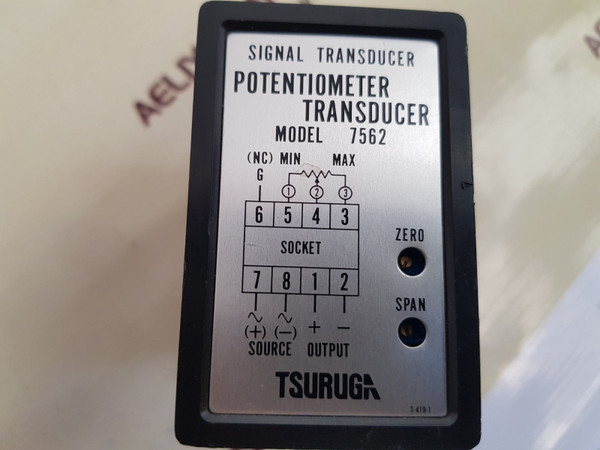 SIGNAL TRANSDUCER
POTENTIOMETER
TRANSDUCER
MODEL 7562
(NC) MIN MAX
G
1 2 3
6 5 4 3
SOCKET
ZERO
7 8 1 2
SPAN
(+) (−) + −
SOURCE OUTPUT
TSURUGA